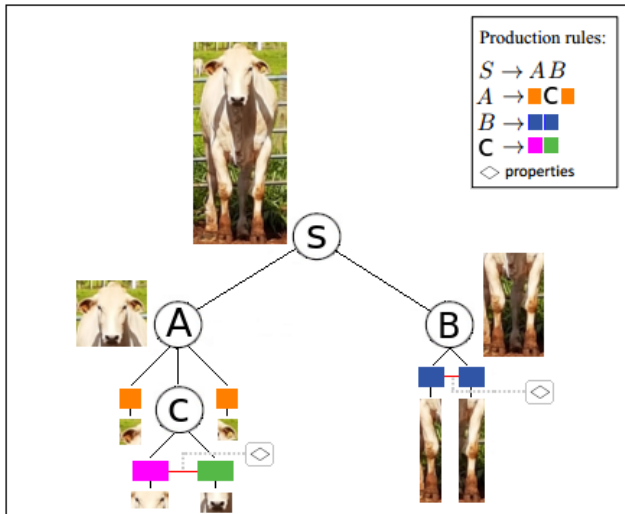 Production rules:
S → A B
A → C
B →
C →
◇ properties
S
A
B
C